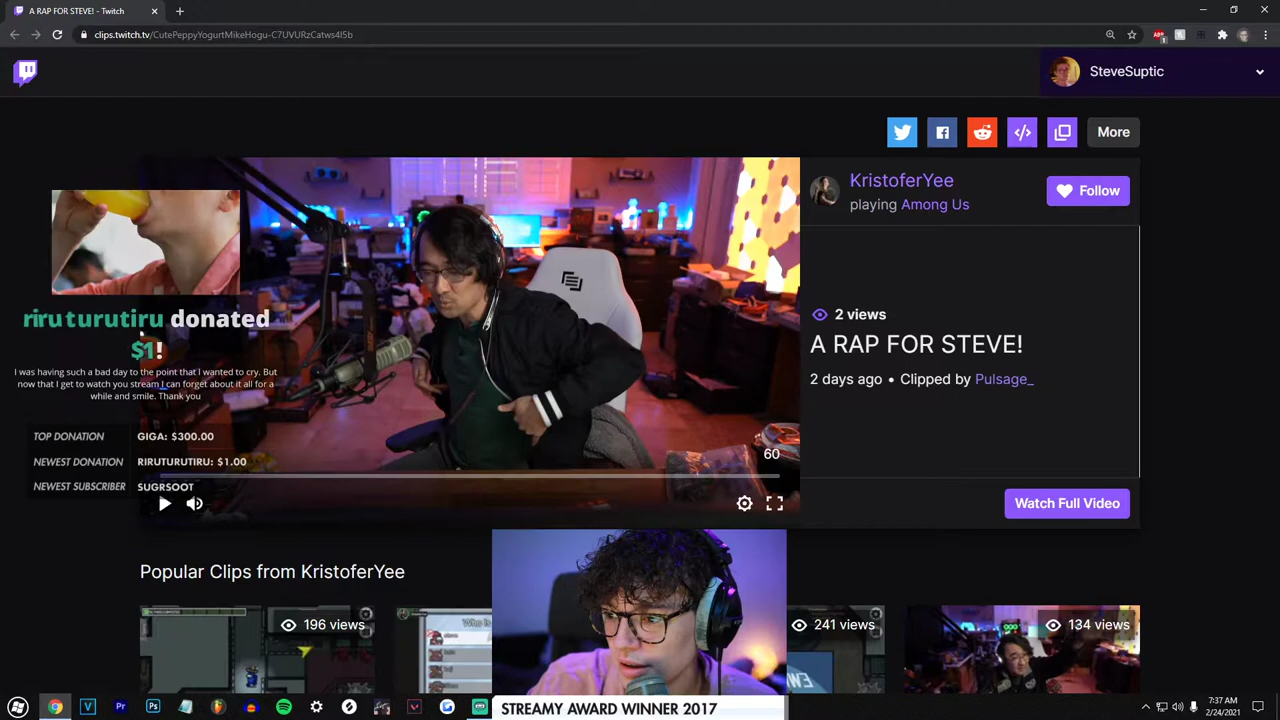 A RAP FOR STEVE! - Twitch
clips.twitch.tv/CutePeppyYogurtMikeHogu-C7UVURzCatws4I5b
SteveSuptic
More
KristoferYee
playing Among Us
Follow
riruturutiru donated
$1!
I was having such a bad day to the point that I wanted to cry. But
now that I get to watch you stream I can forget about it all for a
while and smile. Thank you
2 views
A RAP FOR STEVE!
2 days ago • Clipped by Pulsage_
TOP DONATION GIGA: $300.00
NEWEST DONATION RIRUTURUTIRU: $1.00
NEWEST SUBSCRIBER SUGRSOOT
60
Watch Full Video
Popular Clips from KristoferYee
196 views
241 views
134 views
STREAMY AWARD WINNER 2017
7:37 AM
2/24/2021